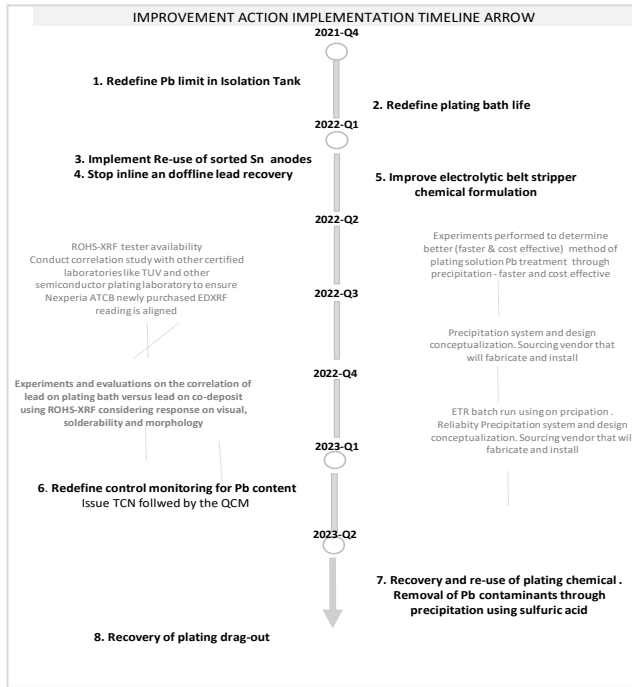 IMPROVEMENT ACTION IMPLEMENTATION TIMELINE ARROW
2021-Q4
1. Redefine Pb limit in Isolation Tank
2. Redefine plating bath life
2022-Q1
3. Implement Re-use of sorted Sn anodes
4. Stop inline an doffline lead recovery
5. Improve electrolytic belt stripper
chemical formulation
2022-Q2
ROHS-XRF tester availability
Conduct correlation study with other certified
laboratories like TUV and other
semiconductor plating laboratory to ensure
Nexperia ATCB newly purchased EDXRF
reading is aligned
Experiments performed to determine
better (faster & cost effective) method of
plating solution Pb treatment through
precipitation - faster and cost effective
2022-Q3
Precipitation system and design
conceptualization. Sourcing vendor that
will fabricate and install
2022-Q4
Experiments and evaluations on the correlation of
lead on plating bath versus lead on co-deposit
using ROHS-XRF considering response on visual,
solderability and morphology
ETR batch run using on prcipation .
Reliabity Precipitation system and design
conceptualization. Sourcing vendor that will
fabricate and install
2023-Q1
6. Redefine control monitoring for Pb content
Issue TCN follwed by the QCM
2023-Q2
7. Recovery and re-use of plating chemical .
Removal of Pb contaminants through
precipitation using sulfuric acid
8. Recovery of plating drag-out